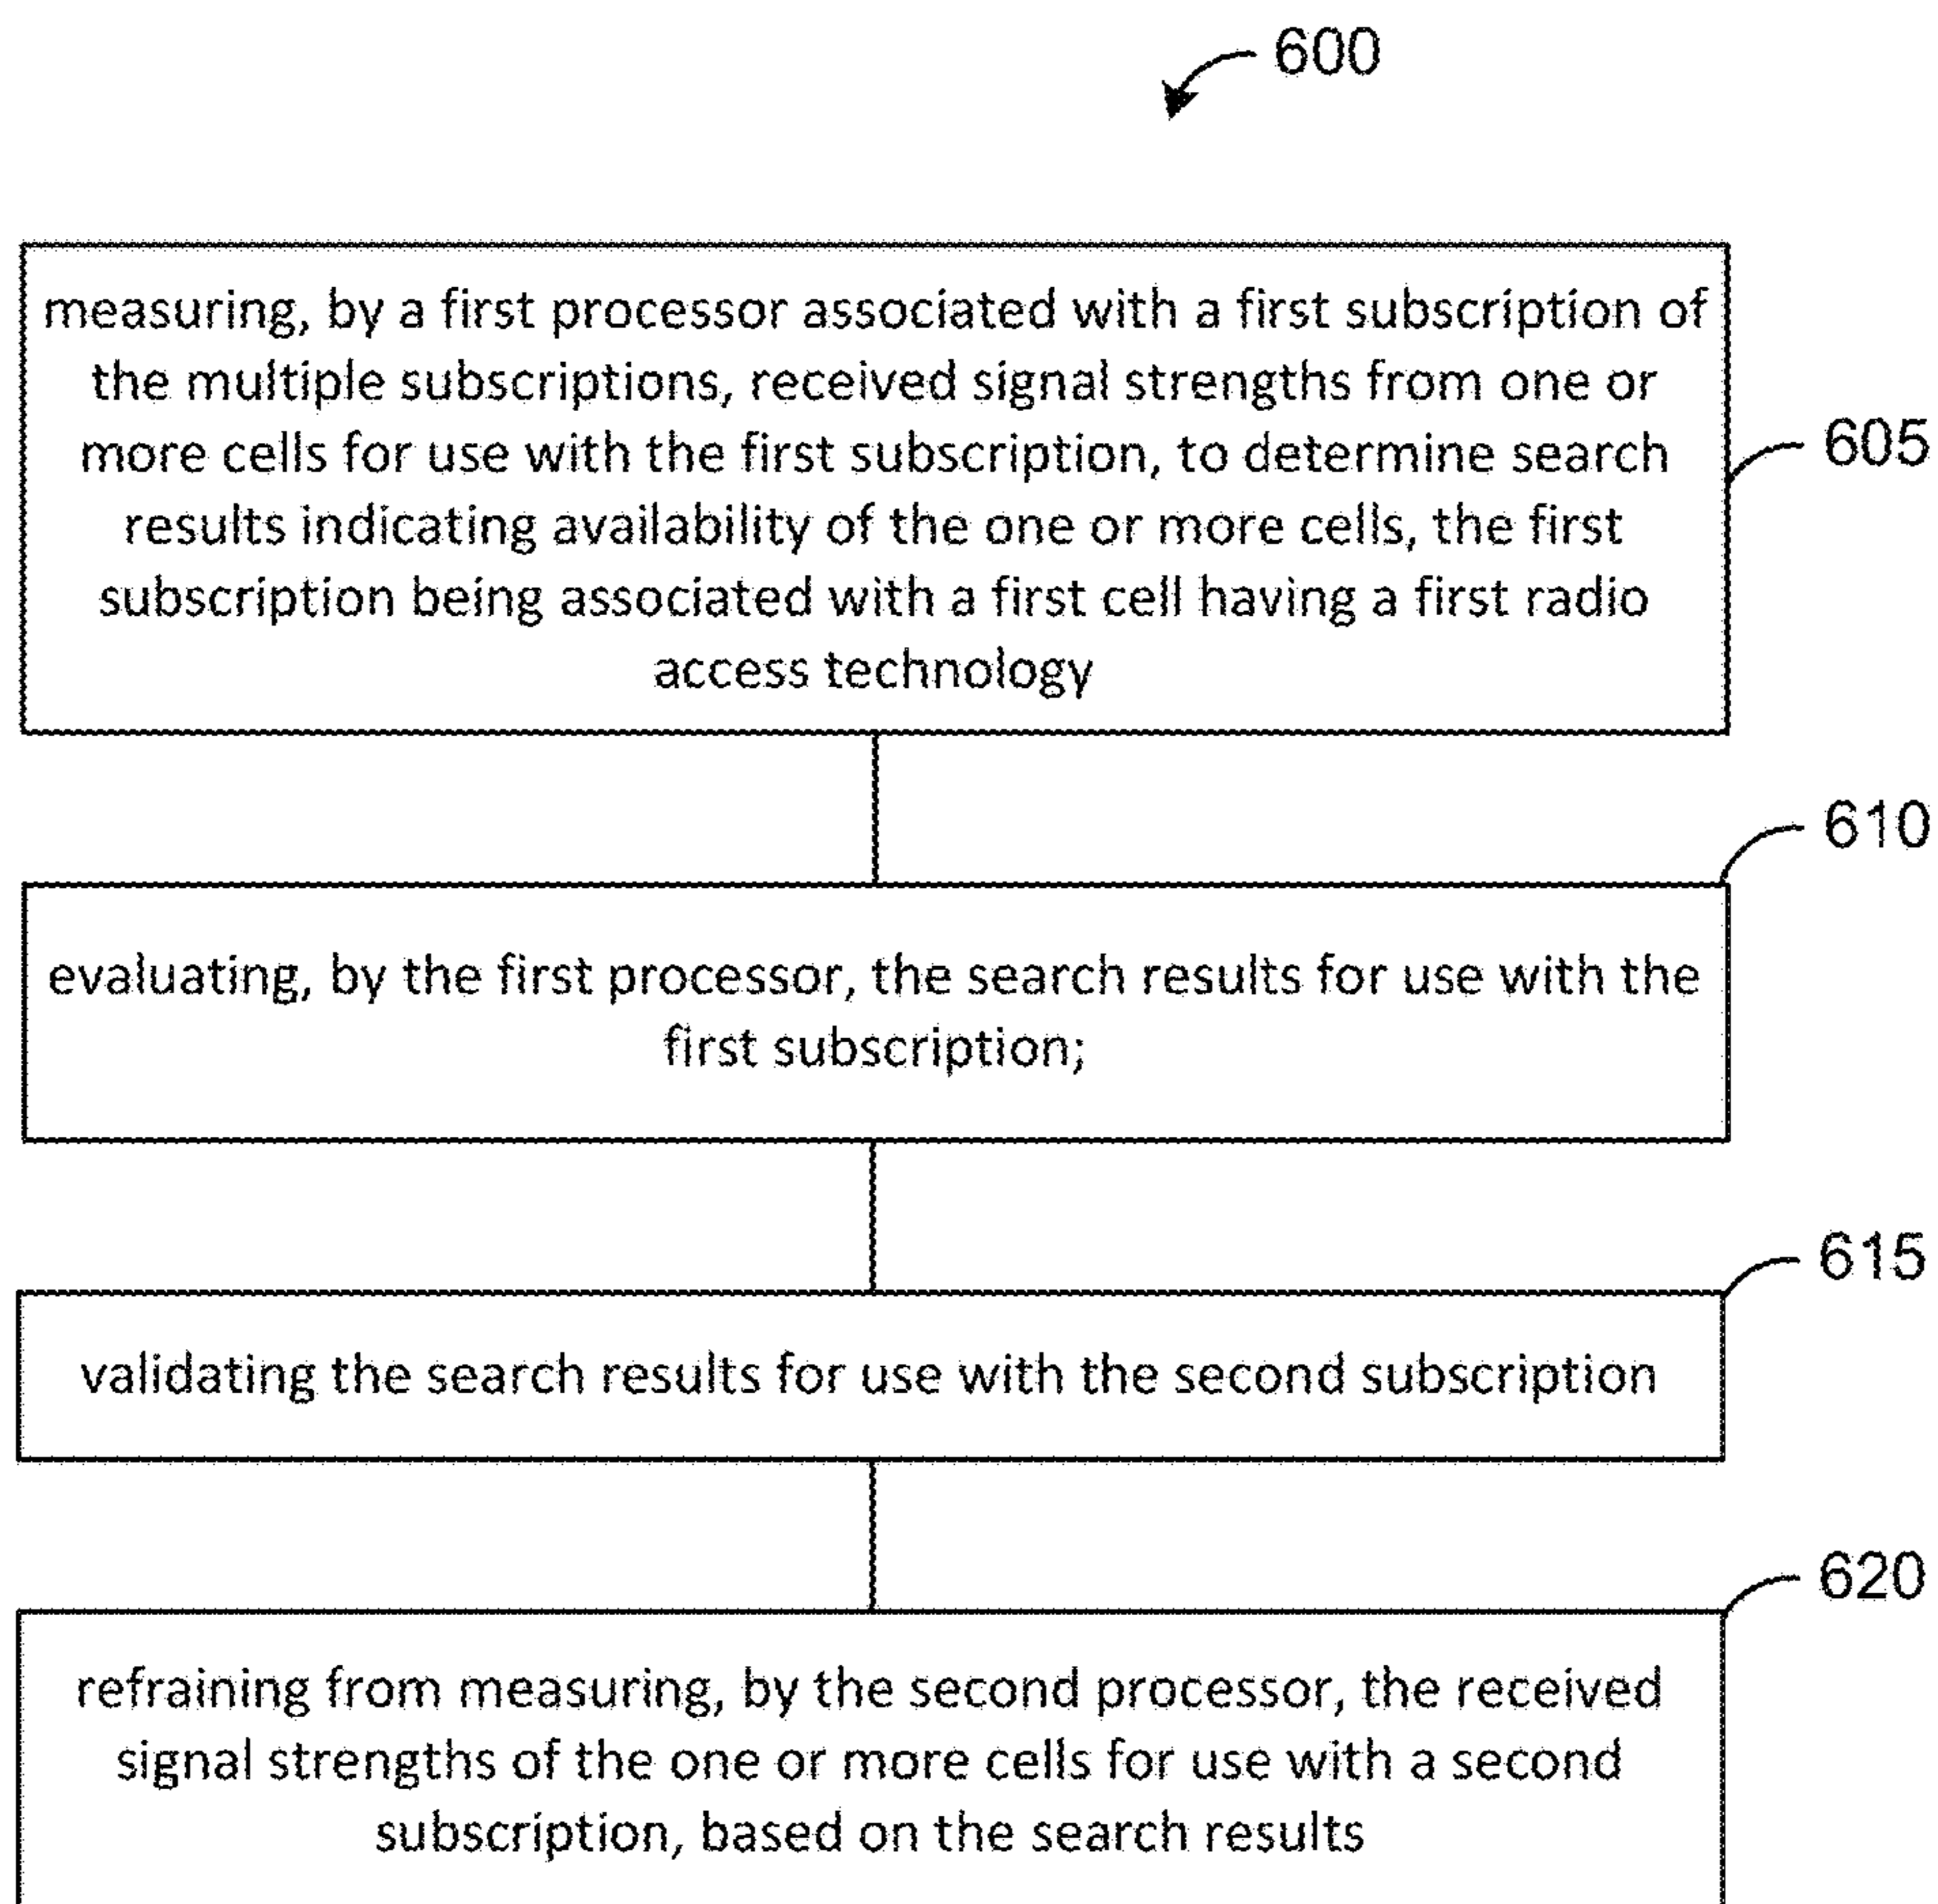 600
measuring, by a first processor associated with a first subscription of
the multiple subscriptions, received signal strengths from one or
more cells for use with the first subscription, to determine search
results indicating availability of the one or more cells, the first
subscription being associated with a first cell having a first radio
access technology
605
610
evaluating, by the first processor, the search results for use with the
first subscription;
615
validating the search results for use with the second subscription
620
refraining from measuring, by the second processor, the received
signal strengths of the one or more cells for use with a second
subscription, based on the search results